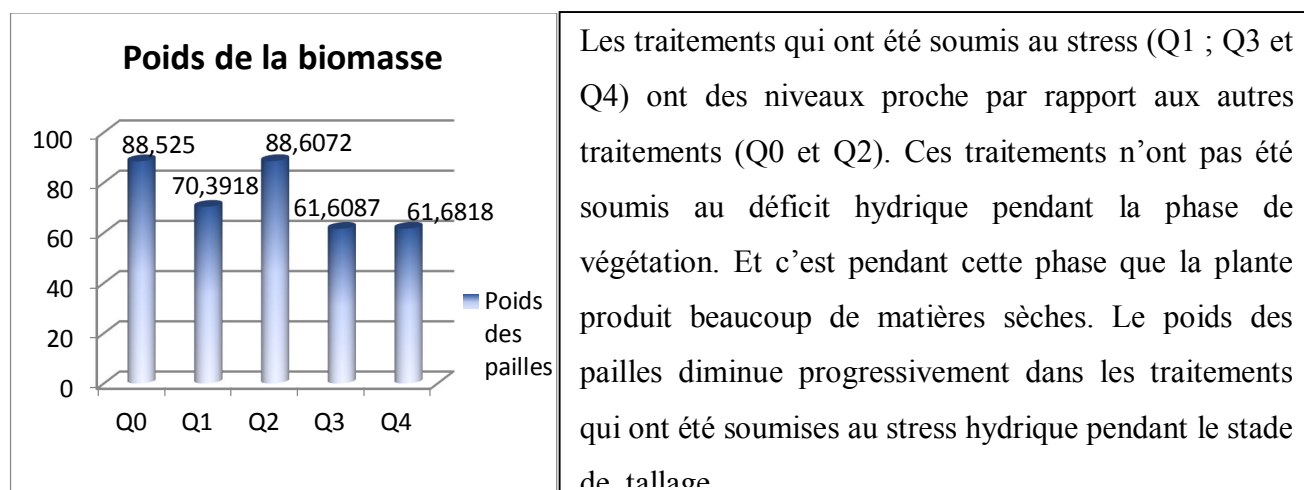 Poids de la biomasse
100
80
60
40
20
0
88,525
70,3918
88,6072
61,6087
61,6818
Q0 Q1 Q2 Q3 Q4
Poids
des
pailles
Les traitements qui ont été soumis au stress (Q1 ; Q3 et
Q4) ont des niveaux proche par rapport aux autres
traitements (Q0 et Q2). Ces traitements n’ont pas été
soumis au déficit hydrique pendant la phase de
végétation. Et c’est pendant cette phase que la plante
produit beaucoup de matières sèches. Le poids des
pailles diminue progressivement dans les traitements
qui ont été soumises au stress hydrique pendant le stade
de tallage